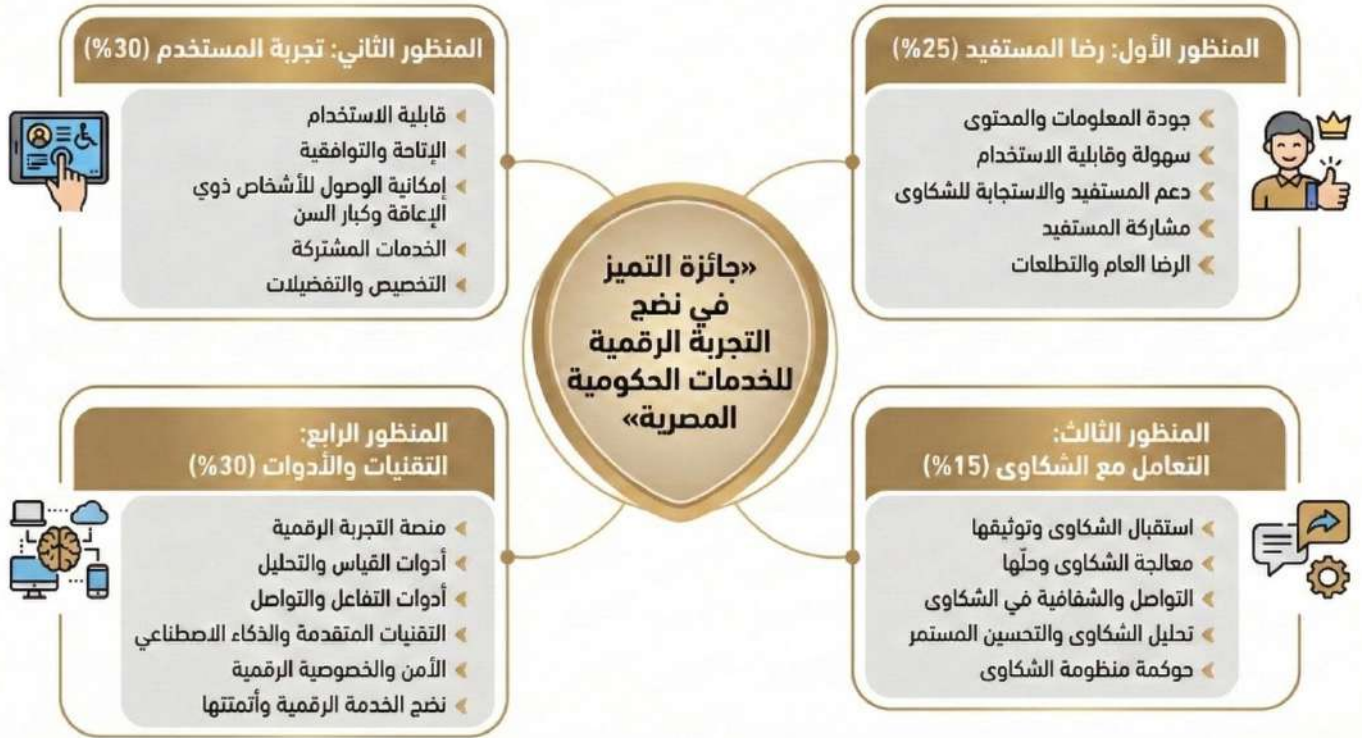 المنظور الأول: رضا المستفيد (25%)
جودة المعلومات والمحتوى
سهولة وقابلية الاستخدام
دعم المستفيد والاستجابة للشكاوى
مشاركة المستفيد
الرضا العام والتطلعات
المنظور الثاني: تجربة المستخدم (30%)
قابلية الاستخدام
الإتاحة والتوافقية
إمكانية الوصول للأشخاص ذوي
الإعاقة وكبار السن
الخدمات المشتركة
التخصيص والتفضيلات
«جائزة التميز
في نضج
التجربة الرقمية
للخدمات الحكومية
المصرية»
المنظور الثالث:
التعامل مع الشكاوى (15%)
استقبال الشكاوى وتوثيقها
معالجة الشكاوى وحلّها
التواصل والشفافية في الشكاوى
تحليل الشكاوى والتحسين المستمر
حوكمة منظومة الشكاوى
المنظور الرابع:
التقنيات والأدوات (30%)
منصة التجربة الرقمية
أدوات القياس والتحليل
أدوات التفاعل والتواصل
التقنيات المتقدمة والذكاء الاصطناعي
الأمن والخصوصية الرقمية
نضج الخدمة الرقمية وأتمتتها